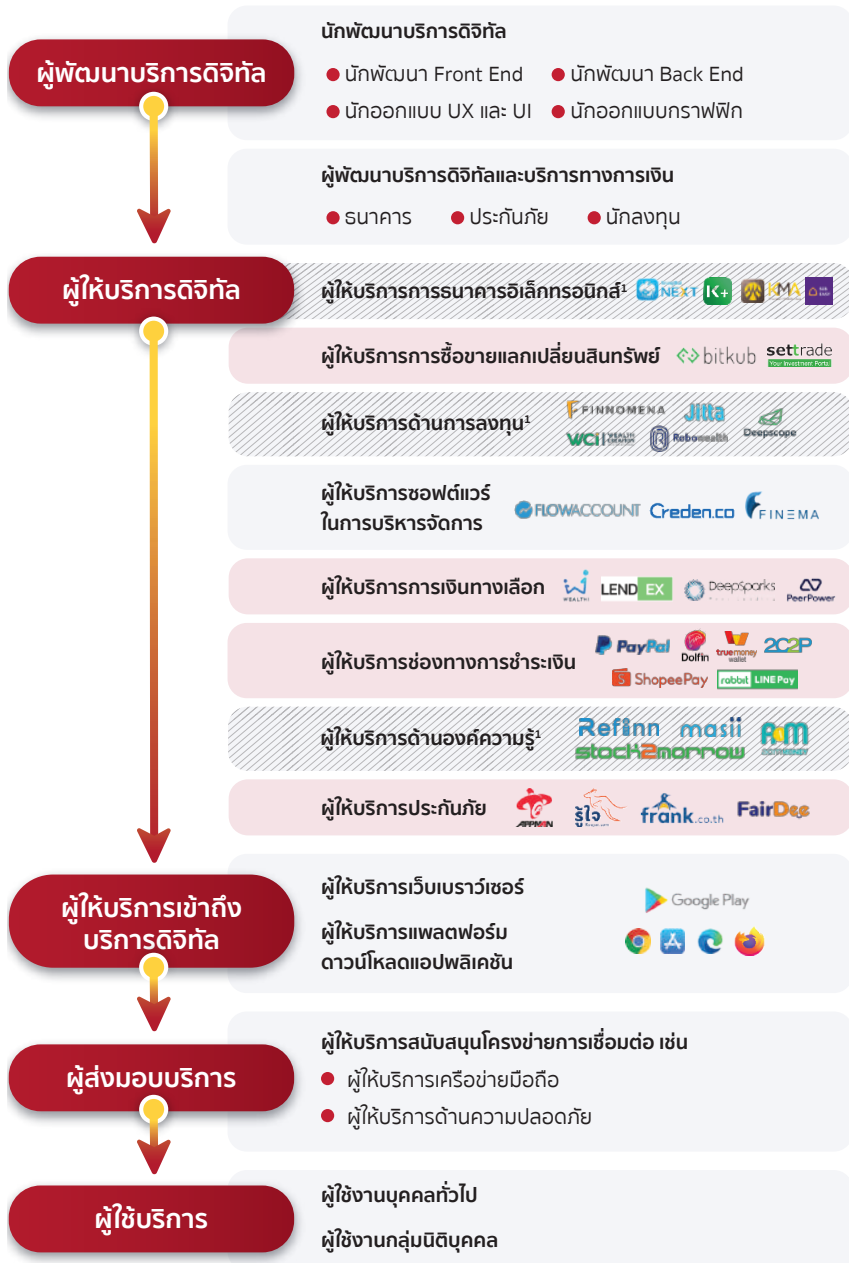 ผู้พัฒนาบริการดิจิทัล
นักพัฒนาบริการดิจิทัล
นักพัฒนา Front End
นักพัฒนา Back End
นักออกแบบ UX และ UI
นักออกแบบกราฟฟิก
ผู้พัฒนาบริการดิจิทัลและบริการทางการเงิน
ธนาคาร
ประกันภัย
นักลงทุน
ผู้ให้บริการดิจิทัล
ผู้ให้บริการการธนาคารอิเล็กทรอนิกส์¹ NEXT K+ KMA
ผู้ให้บริการการซื้อขายแลกเปลี่ยนสินทรัพย์ bitkub settrade
Your Investment Portal
ผู้ให้บริการด้านการลงทุน¹
FINNOMENA Jitta
WCI WEALTH CREATION Robowealth Deepscope
ผู้ให้บริการซอฟต์แวร์
ในการบริหารจัดการ
FLOWACCOUNT Creden.co FINEMA
ผู้ให้บริการการเงินทางเลือก WEALTHI LEND EX DeepSparks PeerPower
ผู้ให้บริการช่องทางการชำระเงิน
PayPal Dolfin truemoney wallet 2C2P
ShopeePay rabbit LINE Pay
ผู้ให้บริการด้านองค์ความรู้¹
Refinn masii
stock2morrow
ผู้ให้บริการประกันภัย APPMAN รู้ใจ frank.co.th FairDee
ผู้ให้บริการเข้าถึง
บริการดิจิทัล
ผู้ให้บริการเว็บเบราว์เซอร์
Google Play
ผู้ให้บริการแพลตฟอร์ม
ดาวน์โหลดแอปพลิเคชัน
ผู้ส่งมอบบริการ
ผู้ให้บริการสนับสนุนโครงข่ายการเชื่อมต่อ เช่น
ผู้ให้บริการเครือข่ายมือถือ
ผู้ให้บริการด้านความปลอดภัย
ผู้ใช้บริการ
ผู้ใช้งานบุคคลทั่วไป
ผู้ใช้งานกลุ่มนิติบุคคล